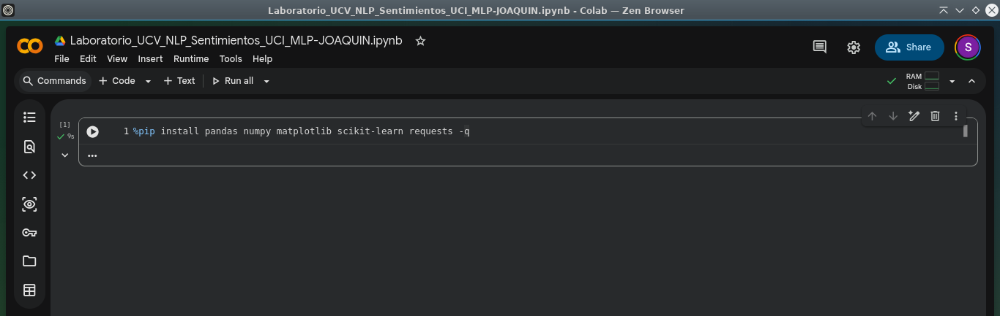 Laboratorio_UCV_NLP_Sentimientos_UCI_MLP-JOAQUIN.ipynb - Colab — Zen Browser
Laboratorio_UCV_NLP_Sentimientos_UCI_MLP-JOAQUIN.ipynb
File Edit View Insert Runtime Tools Help
Share
S
Commands + Code + Text Run all
RAM
Disk
[1]
9s
1 %pip install pandas numpy matplotlib scikit-learn requests -q
...